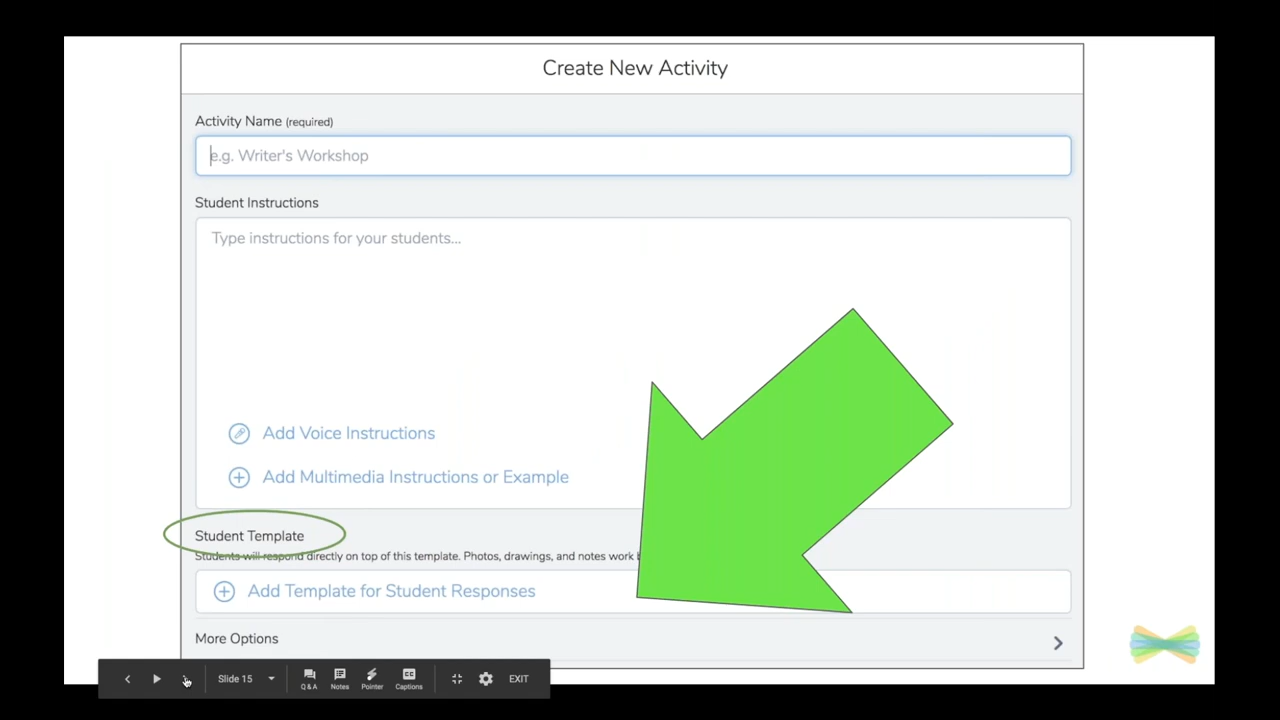 Create New Activity
Activity Name (required)
e.g. Writer's Workshop
Student Instructions
Type instructions for your students...
Add Voice Instructions
Add Multimedia Instructions or Example
Student Template
Students will respond directly on top of this template. Photos, drawings, and notes work
Add Template for Student Responses
More Options
Slide 15
Q & A Notes Pointer Captions
CC
EXIT